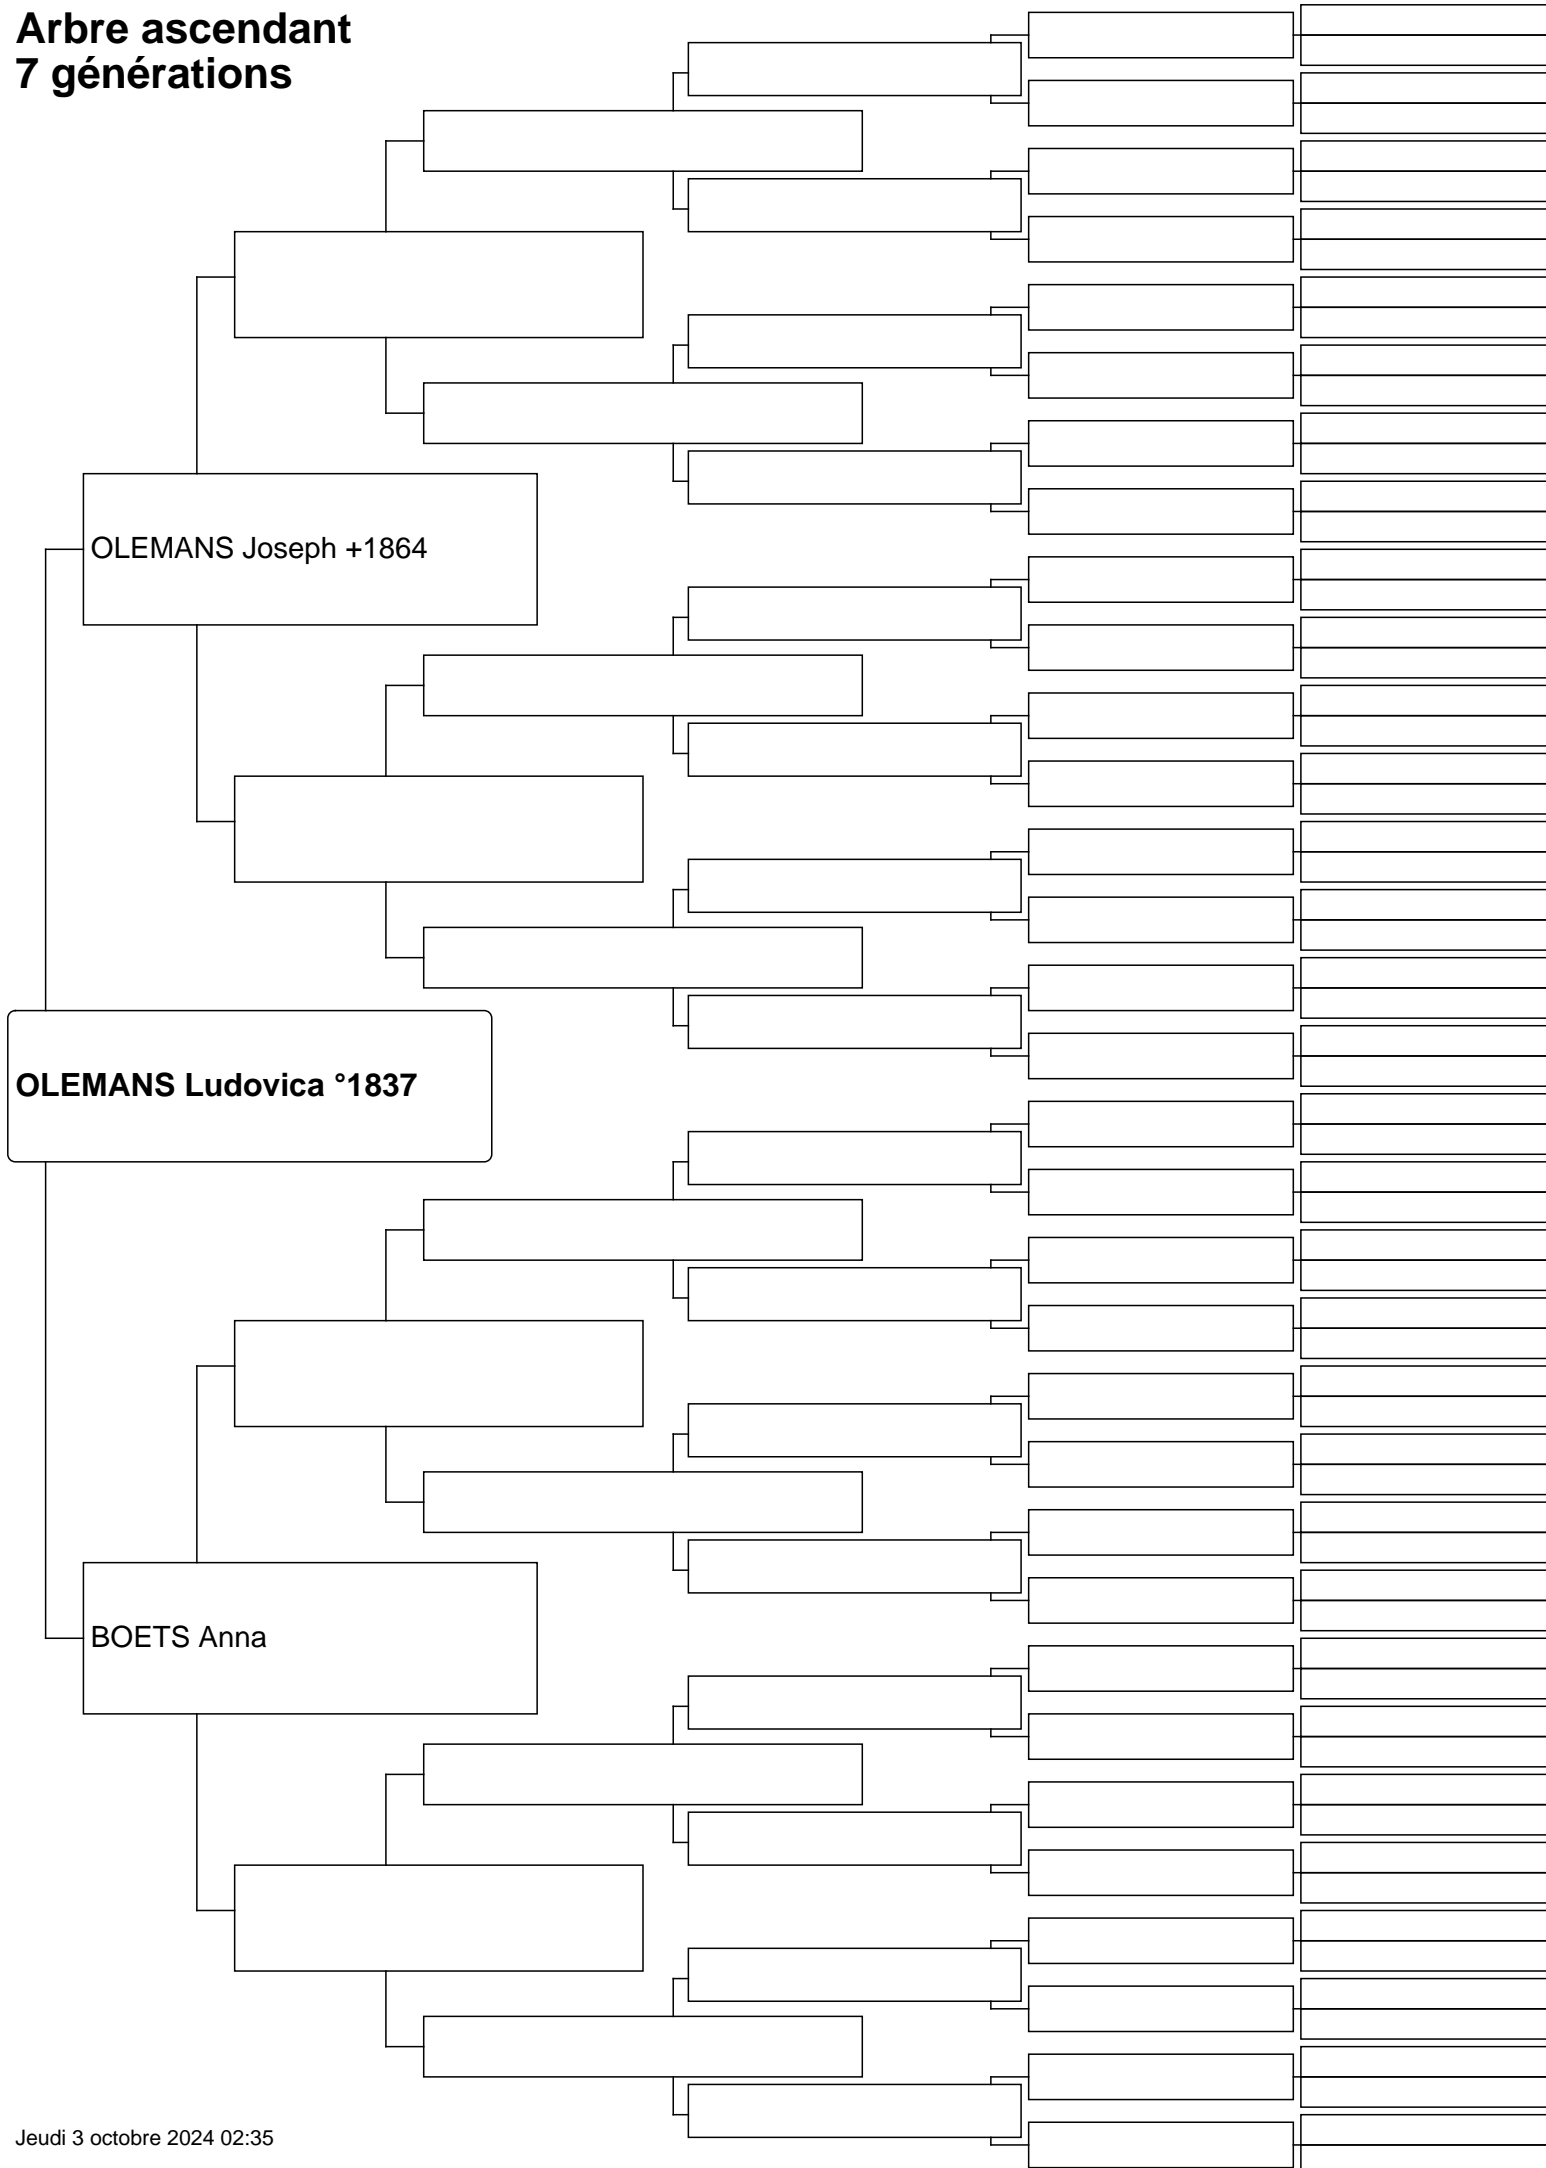 Arbre ascendant
7 générations
OLEMANS Joseph +1864
OLEMANS Ludovica °1837
BOETS Anna
Jeudi 3 octobre 2024 02:35